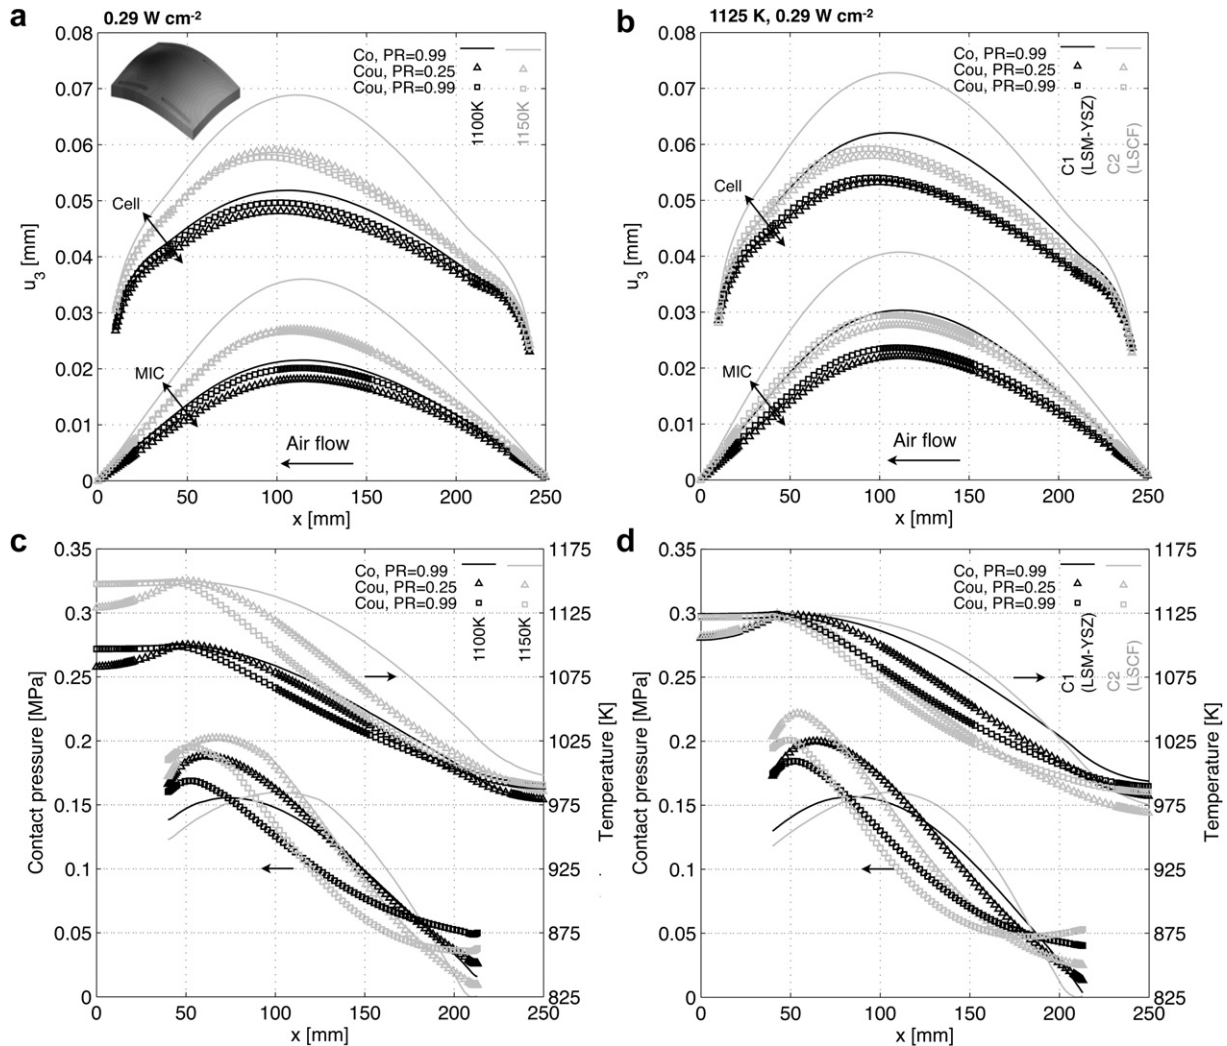 a
0.29 W cm-2
0.08
0.07
0.06
0.05
0.04
0.03
0.02
0.01
0
u3 [mm]
Co, PR=0.99
Cou, PR=0.25
Cou, PR=0.99
1100K
1150K
Cell
MIC
Air flow
0 50 100 150 200 250
x [mm]
b
1125 K, 0.29 W cm-2
0.08
0.07
0.06
0.05
0.04
0.03
0.02
0.01
0
u3 [mm]
Co, PR=0.99
Cou, PR=0.25
Cou, PR=0.99
C1
(LSM-YSZ)
C2
(LSCF)
Cell
MIC
Air flow
0 50 100 150 200 250
x [mm]
c
0.35
0.3
0.25
0.2
0.15
0.1
0.05
0
Contact pressure [MPa]
Co, PR=0.99
Cou, PR=0.25
Cou, PR=0.99
1100K
1150K
1175
1125
1075
1025
975
925
875
825
Temperature [K]
0 50 100 150 200 250
x [mm]
d
0.35
0.3
0.25
0.2
0.15
0.1
0.05
0
Contact pressure [MPa]
Co, PR=0.99
Cou, PR=0.25
Cou, PR=0.99
C1
(LSM-YSZ)
C2
(LSCF)
1175
1125
1075
1025
975
925
875
825
Temperature [K]
0 50 100 150 200 250
x [mm]